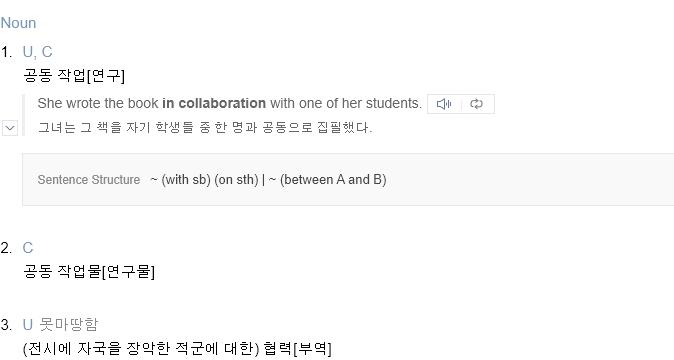 Noun
1. U, C
공동 작업[연구]
She wrote the book in collaboration with one of her students.
그녀는 그 책을 자기 학생들 중 한 명과 공동으로 집필했다.
Sentence Structure ~ (with sb) (on sth) | ~ (between A and B)
2. C
공동 작업물[연구물]
3. U 못마땅함
(전시에 자국을 장악한 적군에 대한) 협력[부역]